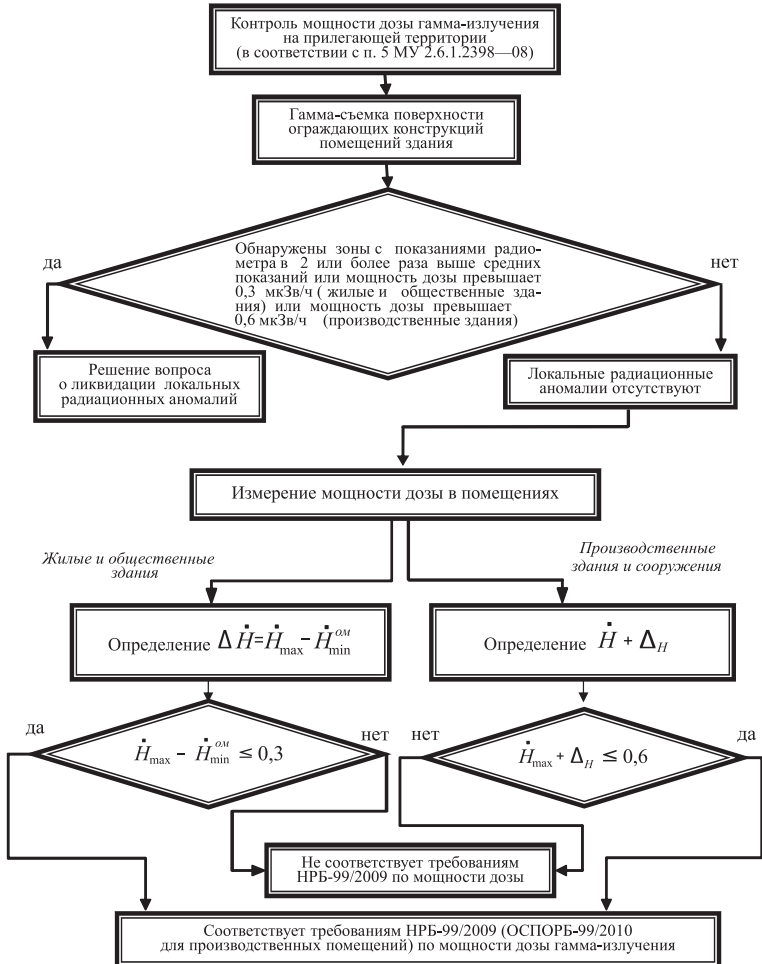 Контроль мощности дозы гамма-излучения
на прилегающей территории
(в соответствии с п. 5 МУ 2.6.1.2398—08)
Гамма-съемка поверхности
ограждающих конструкций
помещений здания
Обнаружены зоны с показаниями радио-
метра в 2 или более раза выше средних
показаний или мощность дозы превышает
0,3 мкЗв/ч ( жилые и общественные зда-
ния) или мощность дозы превышает
0,6 мкЗв/ч (производственные здания)
да
нет
Решение вопроса
о ликвидации локальных
радиационных аномалий
Локальные радиационные
аномалии отсутствуют
Измерение мощности дозы в помещениях
Жилые и общественные
здания
Производственные
здания и сооружения
Определение Δ Ḣ=Ḣmax − Ḣminом
Определение Ḣ + ΔH
да
Ḣmax − Ḣminом ≤ 0,3
нет
нет
Ḣmax + ΔH ≤ 0,6
да
Не соответствует требованиям
НРБ-99/2009 по мощности дозы
Соответствует требованиям НРБ-99/2009 (ОСПОРБ-99/2010
для производственных помещений) по мощности дозы гамма-излучения